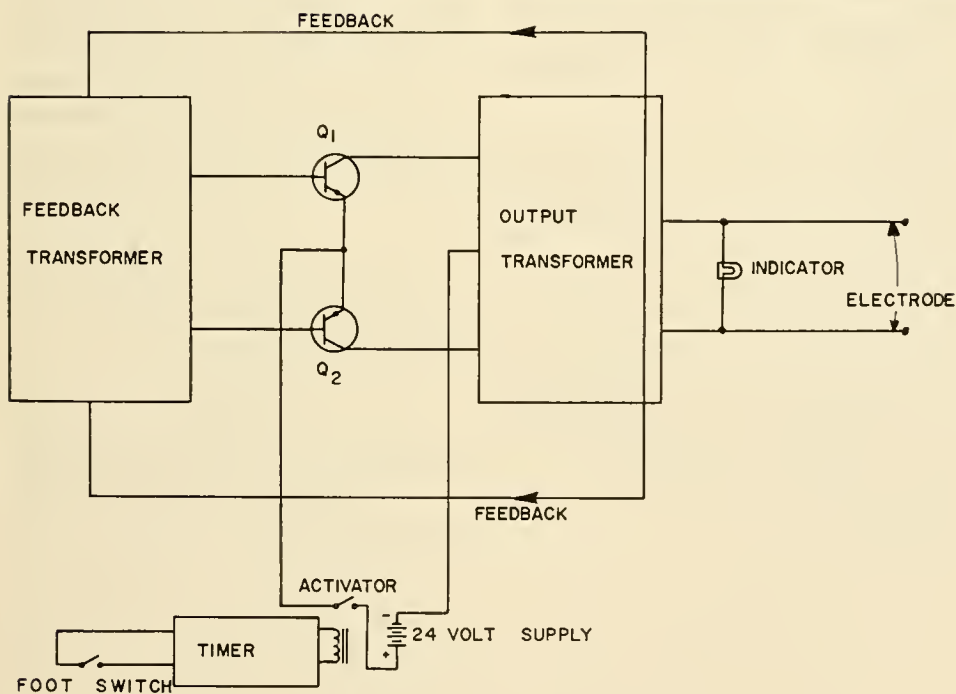 FEEDBACK
Q1
FEEDBACK
TRANSFORMER
OUTPUT
TRANSFORMER
INDICATOR
ELECTRODE
Q2
FEEDBACK
ACTIVATOR
-
24 VOLT SUPPLY
+
TIMER
FOOT SWITCH